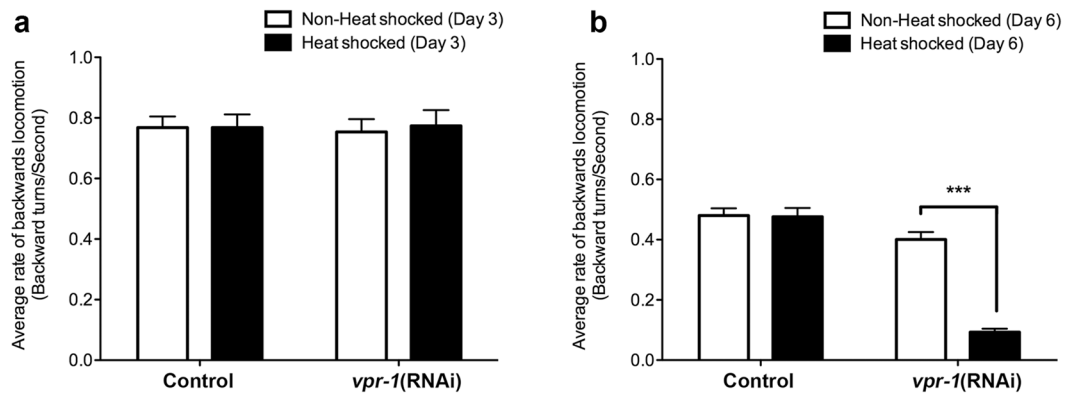 a
Non-Heat shocked (Day 3)
Heat shocked (Day 3)
Average rate of backwards locomotion
(Backward turns/Second)
1.0
0.8
0.6
0.4
0.2
0.0
Control
vpr-1(RNAi)
b
Non-Heat shocked (Day 6)
Heat shocked (Day 6)
Average rate of backwards locomotion
(Backward turns/Second)
1.0
0.8
0.6
0.4
0.2
0.0
***
Control
vpr-1(RNAi)